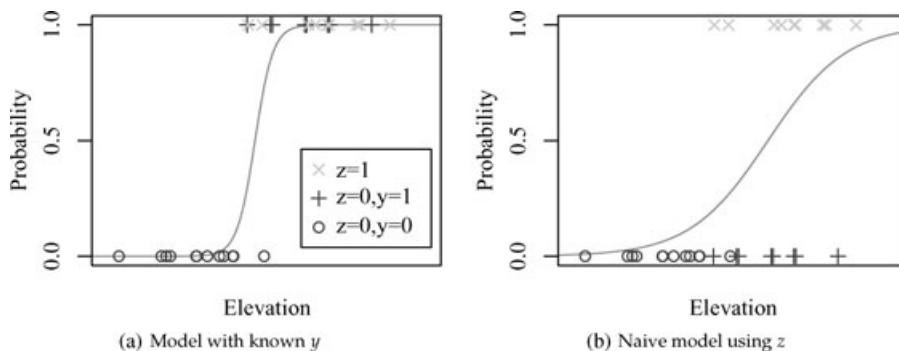 1.0
0.5
0.0
Probability
z=1
z=0,y=1
z=0,y=0
Elevation
(a) Model with known y
1.0
0.5
0.0
Probability
Elevation
(b) Naive model using z